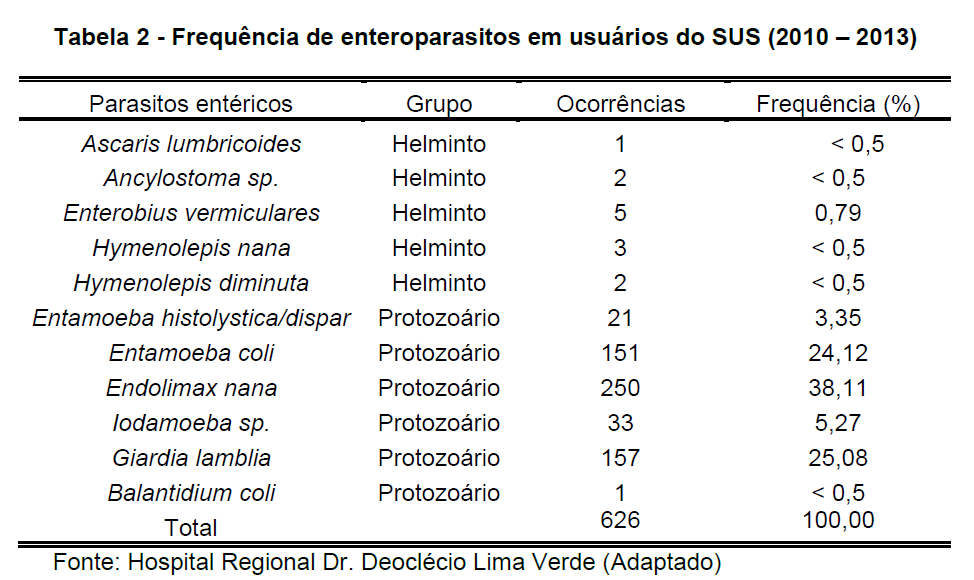 Tabela 2 - Frequência de enteroparasitos em usuários do SUS (2010 – 2013)
Parasitos entéricos Grupo Ocorrências Frequência (%)
Ascaris lumbricoides Helminto 1 < 0,5
Ancylostoma sp. Helminto 2 < 0,5
Enterobius vermiculares Helminto 5 0,79
Hymenolepis nana Helminto 3 < 0,5
Hymenolepis diminuta Helminto 2 < 0,5
Entamoeba histolystica/dispar Protozoário 21 3,35
Entamoeba coli Protozoário 151 24,12
Endolimax nana Protozoário 250 38,11
Iodamoeba sp. Protozoário 33 5,27
Giardia lamblia Protozoário 157 25,08
Balantidium coli Protozoário 1 < 0,5
Total 626 100,00
Fonte: Hospital Regional Dr. Deoclécio Lima Verde (Adaptado)